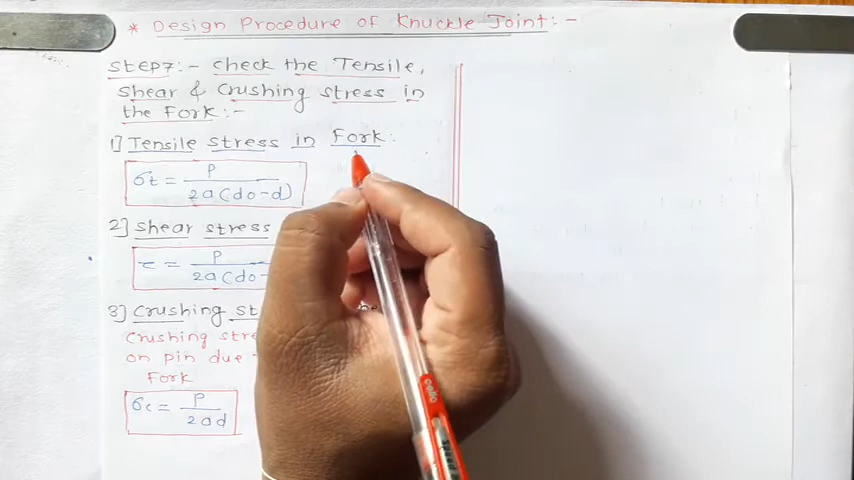 * Design Procedure of Knuckle Joint:-
Step7:- check the Tensile,
shear & crushing stress in
the Fork:-
1] Tensile stress in Fork:
σt = P / 2a(do-d)
2] shear stress
τ = P / 2a(do-
3] crushing st
crushing stre
on pin due
Fork
σc = P / 2ad
cello